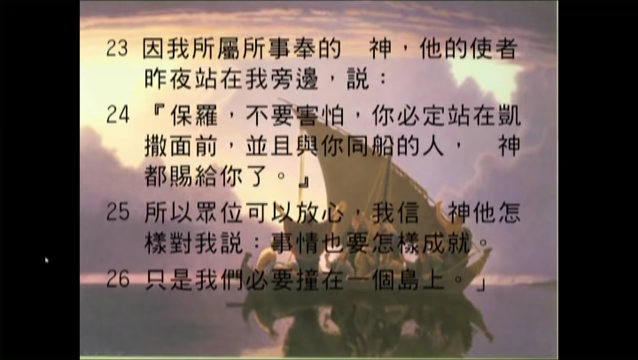 23 因我所屬所事奉的　神，他的使者
昨夜站在我旁邊，説：
24 『保羅，不要害怕，你必定站在凱
撒面前，並且與你同船的人，　神
都賜給你了。』
25 所以眾位可以放心，我信　神他怎
樣對我説：事情也要怎樣成就。
26 只是我們必要撞在一個島上。」